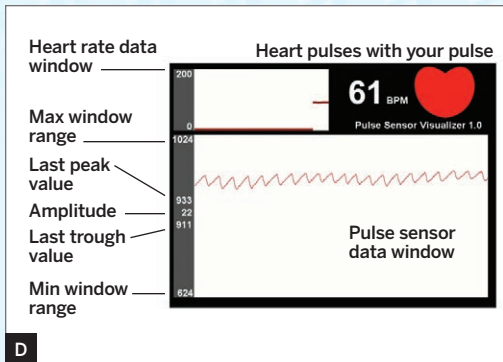 Heart rate data
window
Heart pulses with your pulse
200
61 BPM
0
Pulse Sensor Visualizer 1.0
Max window
range
1024
Last peak
value
933
Amplitude
22
Last trough
value
911
Pulse sensor
data window
Min window
range
624
D